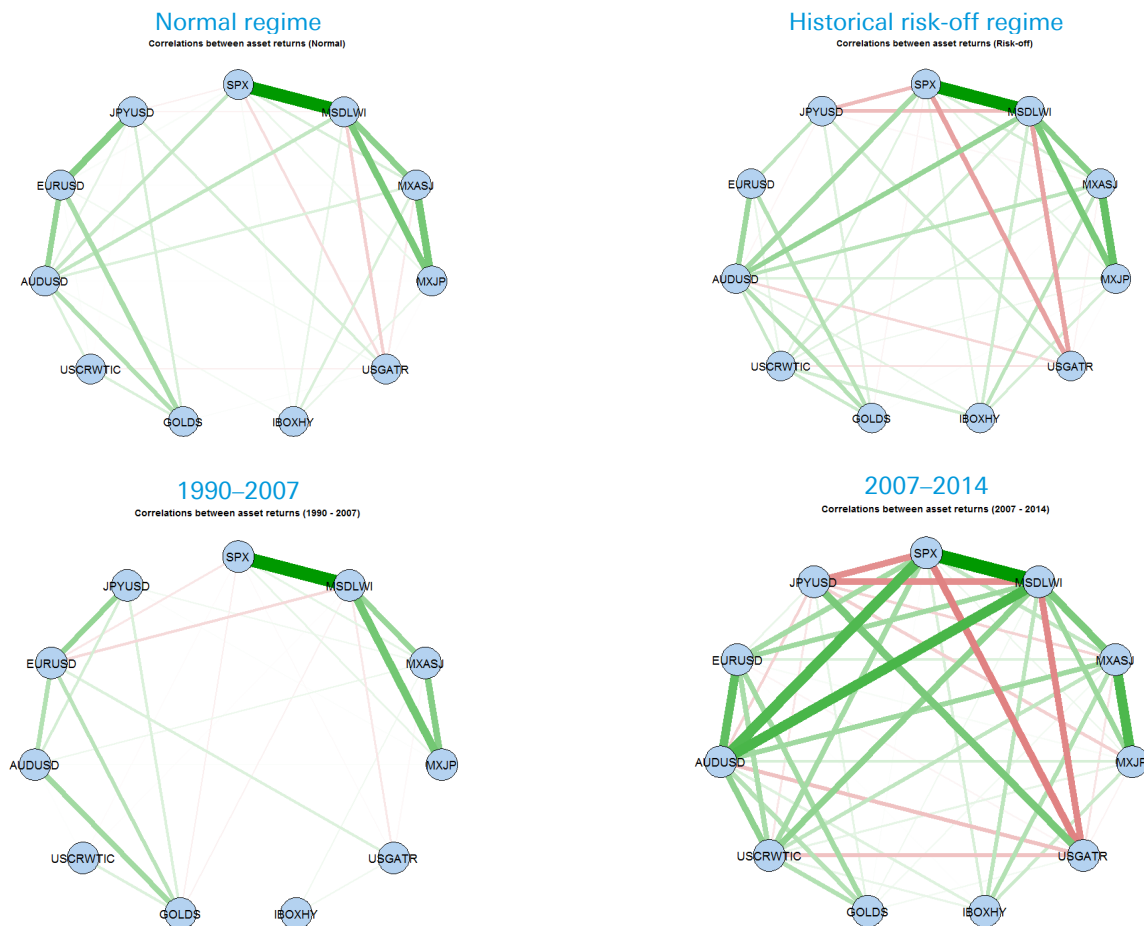 Normal regime
Correlations between asset returns (Normal)
SPX
JPYUSD
MSDLWI
EURUSD
MXASJ
AUDUSD
MXJP
USCRWTIC
USGATR
GOLDS
IBOXHY
Historical risk-off regime
Correlations between asset returns (Risk-off)
SPX
JPYUSD
MSDLWI
EURUSD
MXASJ
AUDUSD
MXJP
USCRWTIC
USGATR
GOLDS
IBOXHY
1990–2007
Correlations between asset returns (1990 - 2007)
SPX
JPYUSD
MSDLWI
EURUSD
MXASJ
AUDUSD
MXJP
USCRWTIC
USGATR
GOLDS
IBOXHY
2007–2014
Correlations between asset returns (2007 - 2014)
SPX
JPYUSD
MSDLWI
EURUSD
MXASJ
AUDUSD
MXJP
USCRWTIC
USGATR
GOLDS
IBOXHY